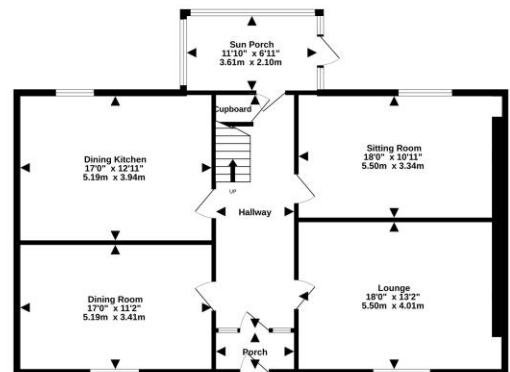 Sun Porch
11'10" x 6'11"
3.61m x 2.10m
Cupboard
Dining Kitchen
17'0" x 12'11"
5.19m x 3.94m
Sitting Room
18'0" x 10'11"
5.50m x 3.34m
UP
Hallway
Dining Room
17'0" x 11'2"
5.19m x 3.41m
Lounge
18'0" x 13'2"
5.50m x 4.01m
Porch